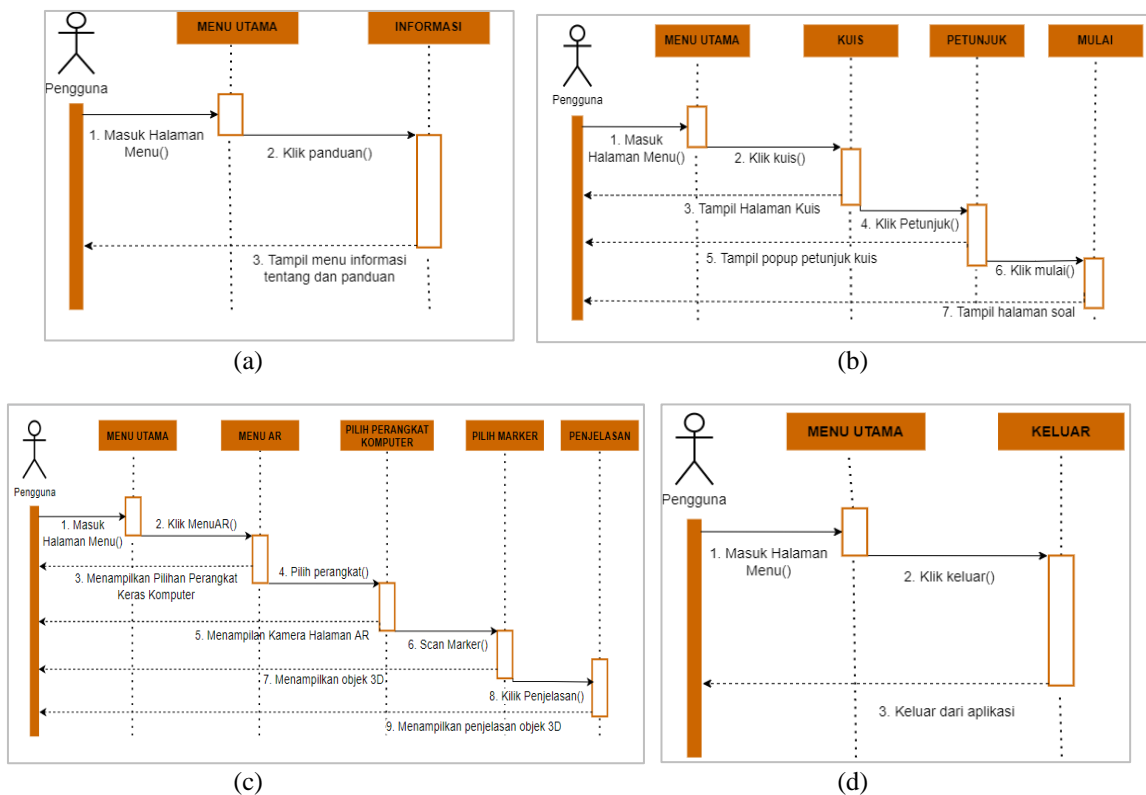 MENU UTAMA
INFORMASI
Pengguna
1. Masuk Halaman
Menu()
2. Klik panduan()
3. Tampil menu informasi
tentang dan panduan
(a)
MENU UTAMA
KUIS
PETUNJUK
MULAI
Pengguna
1. Masuk
Halaman Menu()
2. Klik kuis()
3. Tampil Halaman Kuis
4. Klik Petunjuk()
5. Tampil popup petunjuk kuis
6. Klik mulai()
7. Tampil halaman soal
(b)
MENU UTAMA
MENU AR
PILIH PERANGKAT
KOMPUTER
PILIH MARKER
PENJELASAN
Pengguna
1. Masuk
Halaman Menu()
2. Klik MenuAR()
3. Menampilkan Pilihan Perangkat
Keras Komputer
4. Pilih perangkat()
5. Menampilan Kamera Halaman AR
6. Scan Marker()
7. Menampilkan objek 3D
8. Kilik Penjelasan()
9. Menampilkan penjelasan objek 3D
(c)
MENU UTAMA
KELUAR
Pengguna
1. Masuk Halaman
Menu()
2. Klik keluar()
3. Keluar dari aplikasi
(d)